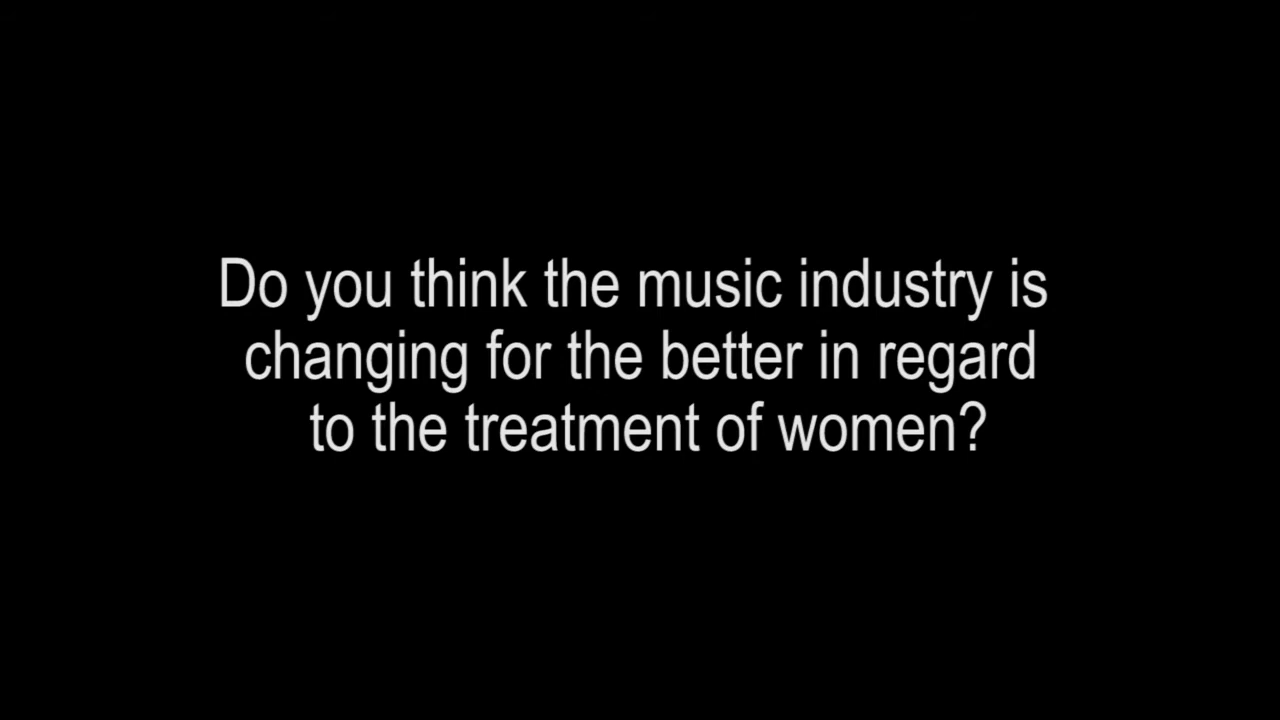 Do you think the music industry is
changing for the better in regard
to the treatment of women?